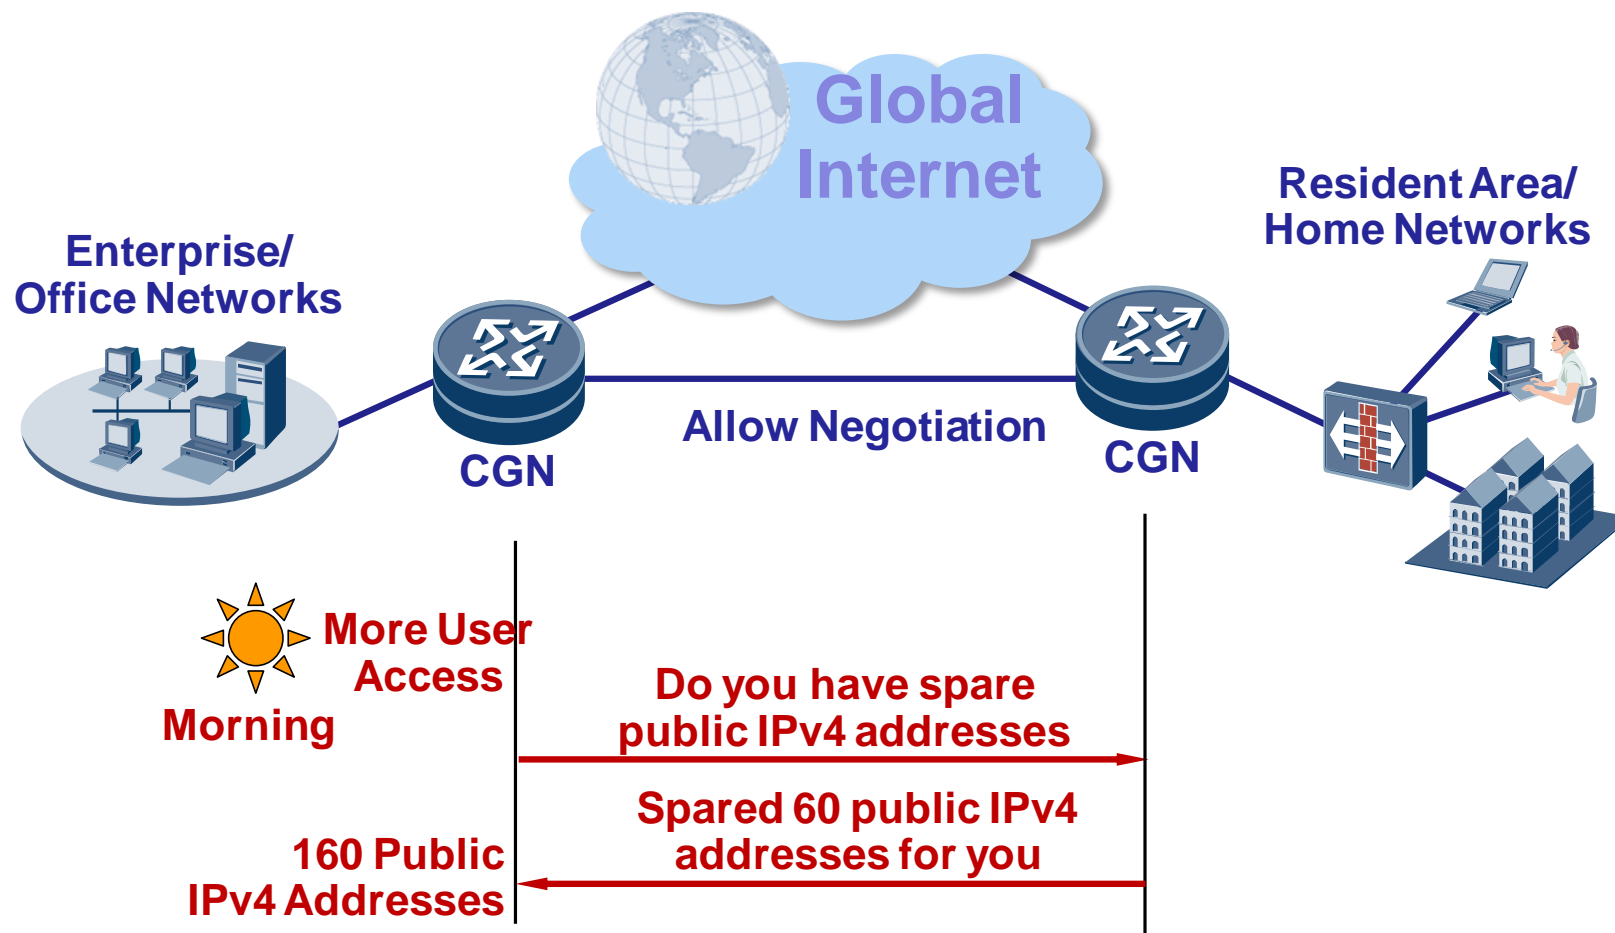 Global
Internet
Resident Area/
Home Networks
Enterprise/
Office Networks
Allow Negotiation
CGN
CGN
More User
Access
Morning
Do you have spare
public IPv4 addresses
Spared 60 public IPv4
addresses for you
160 Public
IPv4 Addresses